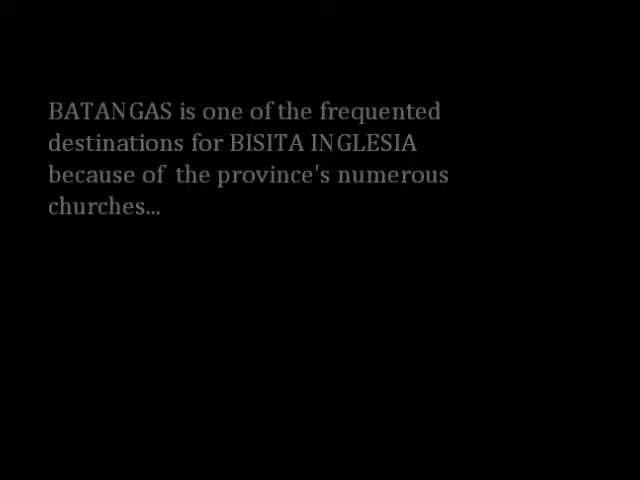 BATANGAS is one of the frequented
destinations for BISITA INGLESIA
because of  the province's numerous
churches...